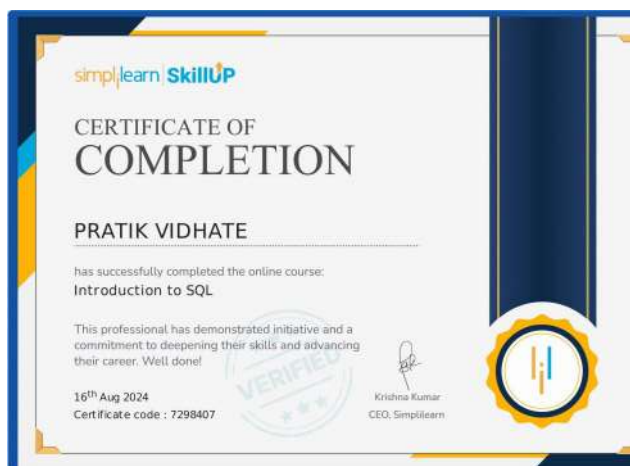 simplilearn SkillUP
CERTIFICATE OF
COMPLETION
PRATIK VIDHATE
has successfully completed the online course:
Introduction to SQL
This professional has demonstrated initiative and a
commitment to deepening their skills and advancing
their career. Well done!
VERIFIED
16th Aug 2024
Certificate code : 7298407
Krishna Kumar
CEO, Simplilearn